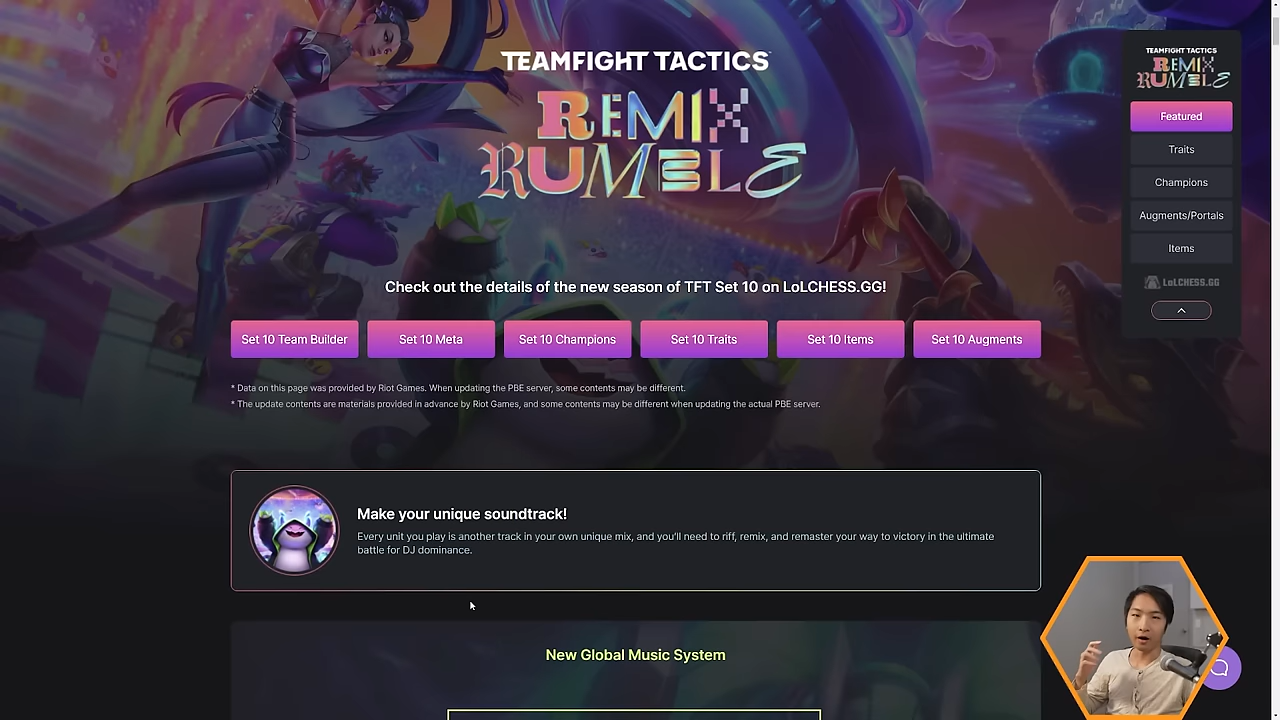 TEAMFIGHT TACTICS
REMIX
RUMBLE
Check out the details of the new season of TFT Set 10 on LoLCHESS.GG!
Set 10 Team Builder
Set 10 Meta
Set 10 Champions
Set 10 Traits
Set 10 Items
Set 10 Augments
* Data on this page was provided by Riot Games. When updating the PBE server, some contents may be different.
* The update contents are materials provided in advance by Riot Games, and some contents may be different when updating the actual PBE server.
Make your unique soundtrack!
Every unit you play is another track in your own unique mix, and you'll need to riff, remix, and remaster your way to victory in the ultimate
battle for DJ dominance.
New Global Music System
TEAMFIGHT TACTICS
REMIX
RUMBLE
Featured
Traits
Champions
Augments/Portals
Items
LoLCHESS.GG